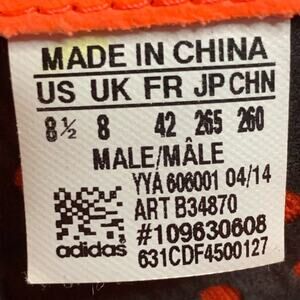 MADE IN CHINA
US UK FR JP CHN
8½ 8 42 265 260
MALE/MÂLE
YYA 606001 04/14
ART B34870
#109630608
adidas 631CDF4500127